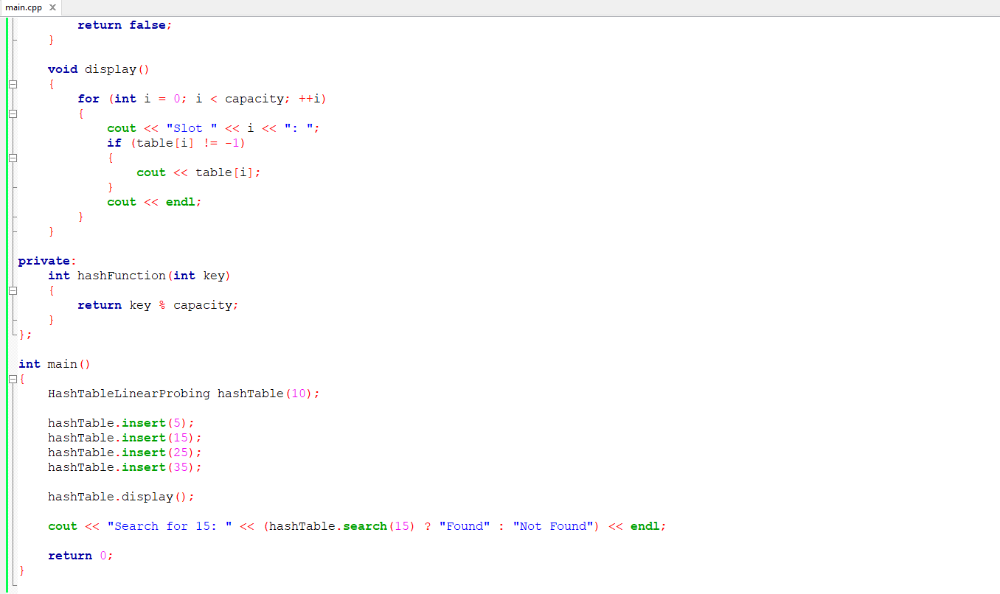 main.cpp X
return false;
}
void display()
{
for (int i = 0; i < capacity; ++i)
{
cout << "Slot " << i << ": ";
if (table[i] != -1)
{
cout << table[i];
}
cout << endl;
}
}
private:
int hashFunction(int key)
{
return key % capacity;
}
};
int main()
{
HashTableLinearProbing hashTable(10);
hashTable.insert(5);
hashTable.insert(15);
hashTable.insert(25);
hashTable.insert(35);
hashTable.display();
cout << "Search for 15: " << (hashTable.search(15) ? "Found" : "Not Found") << endl;
return 0;
}